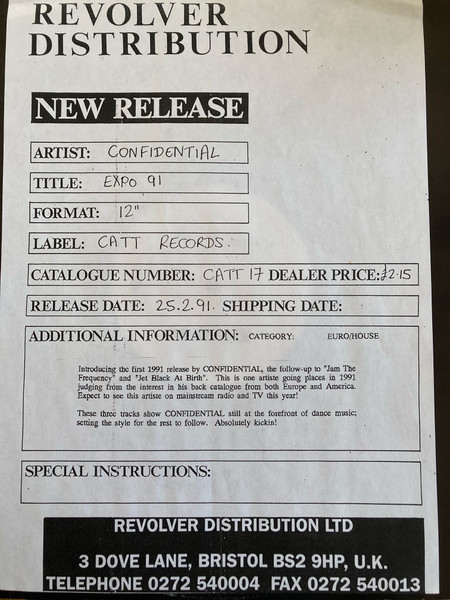 REVOLVER
DISTRIBUTION
NEW RELEASE
ARTIST: CONFIDENTIAL
TITLE: EXPO 91
FORMAT: 12"
LABEL: CATT RECORDS.
CATALOGUE NUMBER: CATT 17 DEALER PRICE: £2.15
RELEASE DATE: 25.2.91. SHIPPING DATE:
ADDITIONAL INFORMATION: CATEGORY: EURO/HOUSE
Introducing the first 1991 release by CONFIDENTIAL, the follow-up to "Jam The
Frequency" and "Jet Black At Birth". This is one artiste going places in 1991
judging from the interest in his back catalogue from both Europe and America.
Expect to see this artiste on mainstream radio and TV this year!
These three tracks show CONFIDENTIAL still at the forefront of dance music;
setting the style for the rest to follow. Absolutely kickin!
SPECIAL INSTRUCTIONS:
REVOLVER DISTRIBUTION LTD
3 DOVE LANE, BRISTOL BS2 9HP, U.K.
TELEPHONE 0272 540004 FAX 0272 540013